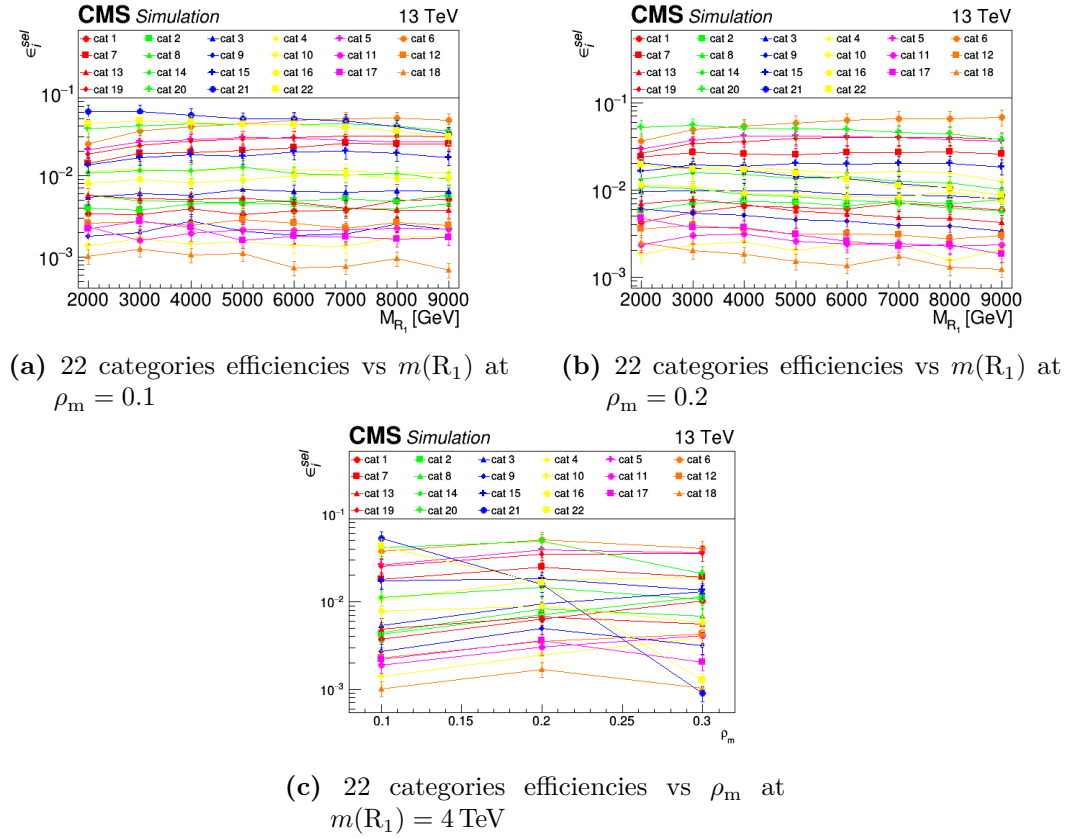 CMS Simulation 13 TeV
ϵ_i^sel
cat 1 cat 2 cat 3 cat 4 cat 5 cat 6
cat 7 cat 8 cat 9 cat 10 cat 11 cat 12
cat 13 cat 14 cat 15 cat 16 cat 17 cat 18
cat 19 cat 20 cat 21 cat 22
10⁻¹
10⁻²
10⁻³
2000 3000 4000 5000 6000 7000 8000 9000
M_R₁ [GeV]
(a) 22 categories efficiencies vs m(R₁) at
ρ_m = 0.1
CMS Simulation 13 TeV
ϵ_i^sel
cat 1 cat 2 cat 3 cat 4 cat 5 cat 6
cat 7 cat 8 cat 9 cat 10 cat 11 cat 12
cat 13 cat 14 cat 15 cat 16 cat 17 cat 18
cat 19 cat 20 cat 21 cat 22
10⁻¹
10⁻²
10⁻³
2000 3000 4000 5000 6000 7000 8000 9000
M_R₁ [GeV]
(b) 22 categories efficiencies vs m(R₁) at
ρ_m = 0.2
CMS Simulation 13 TeV
ϵ_i^sel
cat 1 cat 2 cat 3 cat 4 cat 5 cat 6
cat 7 cat 8 cat 9 cat 10 cat 11 cat 12
cat 13 cat 14 cat 15 cat 16 cat 17 cat 18
cat 19 cat 20 cat 21 cat 22
10⁻¹
10⁻²
10⁻³
0.1 0.15 0.2 0.25 0.3
ρ_m
(c) 22 categories efficiencies vs ρ_m at
m(R₁) = 4 TeV